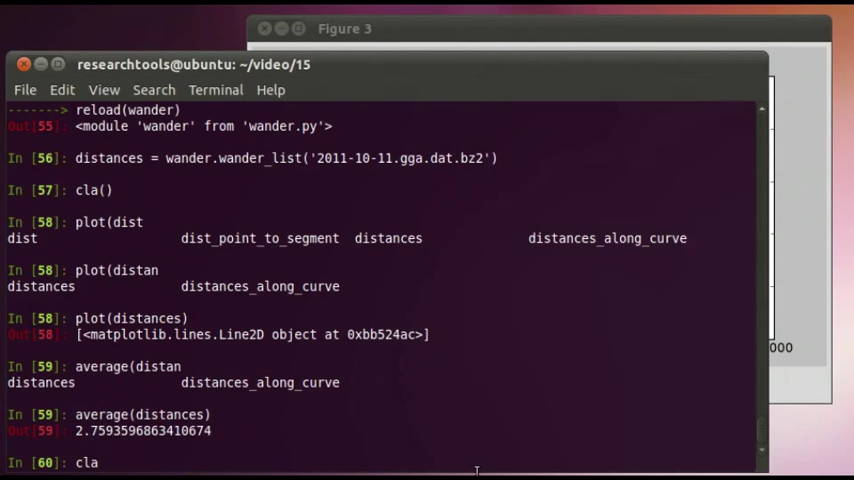 Figure 3
researchtools@ubuntu: ~/video/15
File Edit View Search Terminal Help
-------> reload(wander)
Out[55]: <module 'wander' from 'wander.py'>
In [56]: distances = wander.wander_list('2011-10-11.gga.dat.bz2')
In [57]: cla()
In [58]: plot(dist
dist dist_point_to_segment distances distances_along_curve
In [58]: plot(distan
distances distances_along_curve
In [58]: plot(distances)
Out[58]: [<matplotlib.lines.Line2D object at 0xbb524ac>]
000
In [59]: average(distan
distances distances_along_curve
In [59]: average(distances)
Out[59]: 2.7593596863410674
In [60]: cla